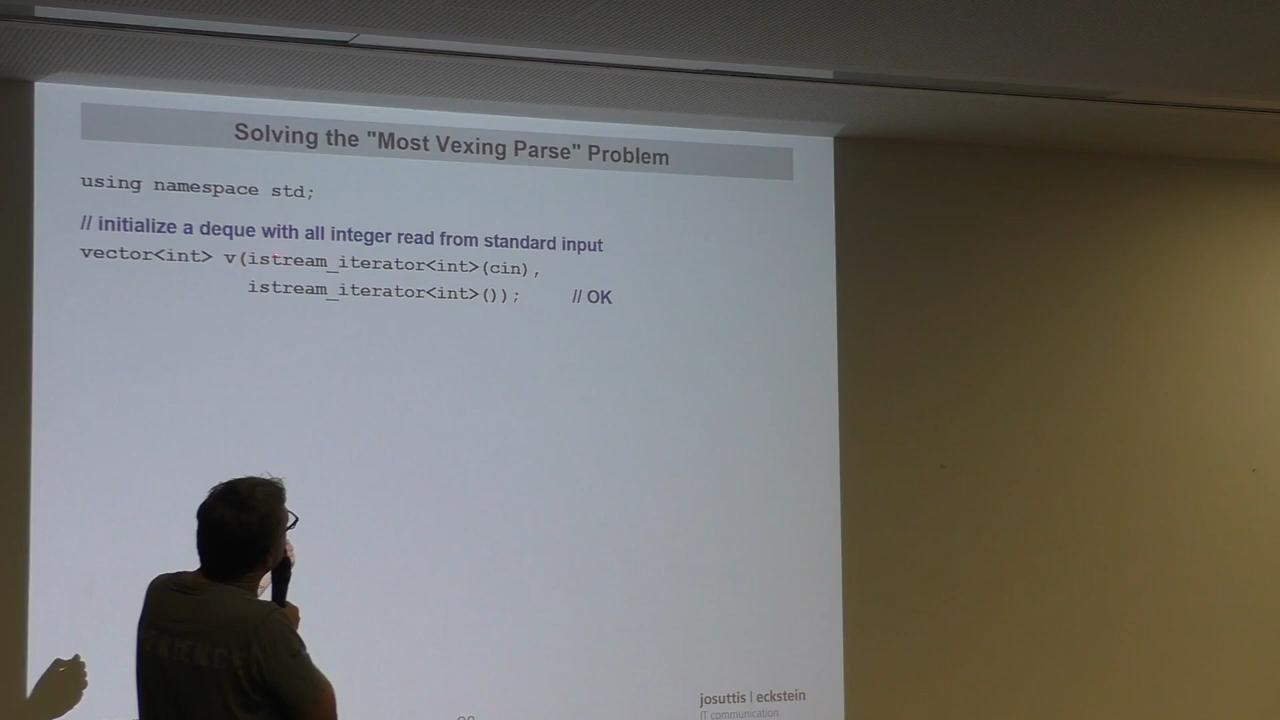 Solving the "Most Vexing Parse" Problem
using namespace std;
// initialize a deque with all integer read from standard input
vector<int> v(istream_iterator<int>(cin),
istream_iterator<int>()); // OK
josuttis | eckstein
IT communication